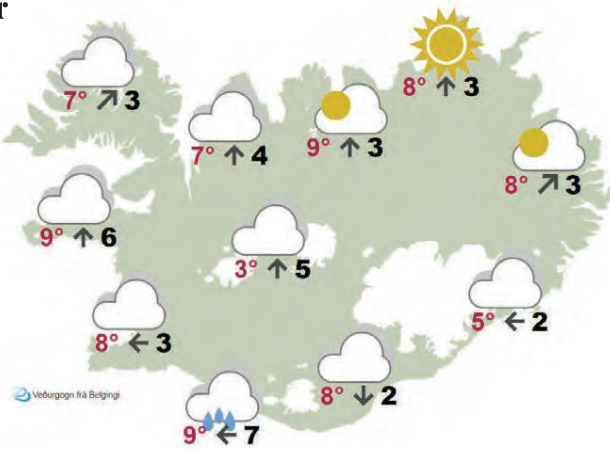 r
8° ↑ 3
7° ↗ 3
7° ↑ 4
9° ↑ 3
8° ↗ 3
9° ↑ 6
3° ↑ 5
5° ← 2
8° ← 3
8° ↓ 2
Veðurgögn frá Belgingi
9° ← 7